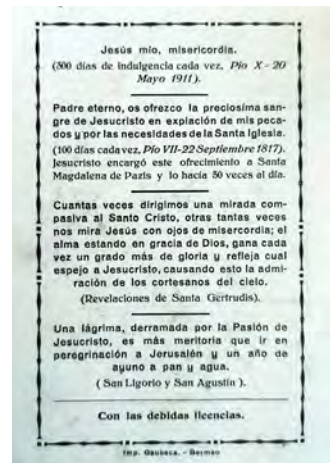 Jesús mío, misericordia.
(300 días de indulgencia cada vez, Pío X - 20
Mayo 1911).
Padre eterno, os ofrezco la preciosima san-
gre de Jesucristo en expiación de mis peca-
dos y por las necesidades de la Santa Iglesia.
(100 días cada vez, Pío VII-22 Septiembre 1817).
Jesucristo encargó este ofrecimiento a Santa
Magdalena de Pazis y lo hacía 50 veces al día.
Cuantas veces dirigimos una mirada com-
pasiva al Santo Cristo, otras tantas veces
nos mira Jesús con ojos de misericordia; el
alma estando en gracia de Dios, gana cada
vez un grado más de gloria y refleja cual
espejo a Jesucristo, causando esto la admi-
ración de los cortesanos del cielo.
(Revelaciones de Santa Gertrudis).
Una lágrima, derramada por la Pasión de
Jesucristo, es más meritoria que ir en
peregrinación a Jerusalén y un año de
ayuno a pan y agua.
( San Ligorio y San Agustín ).
Con las debidas licencias.
Imp. Gaubeca. - Bermeo